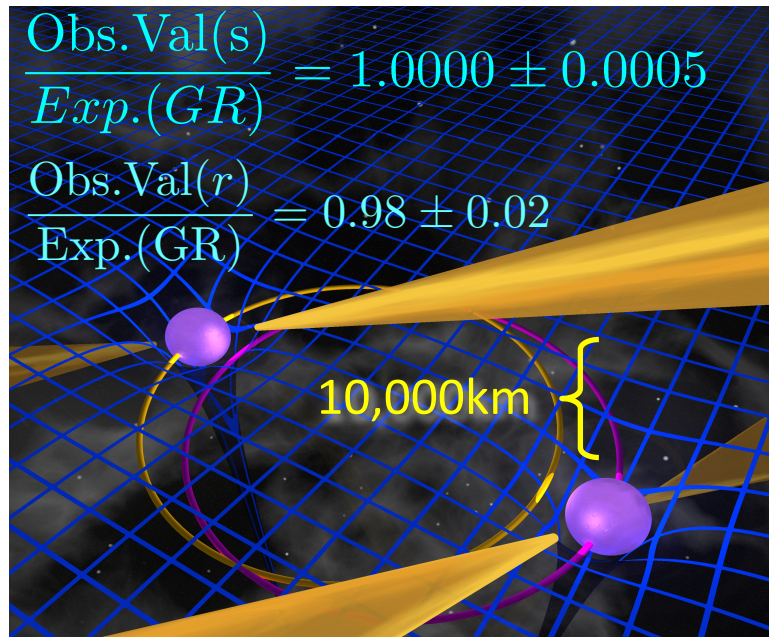 Obs.Val(s)
Exp.(GR)
= 1.0000 ± 0.0005
Obs.Val(r)
Exp.(GR)
= 0.98 ± 0.02
10,000km